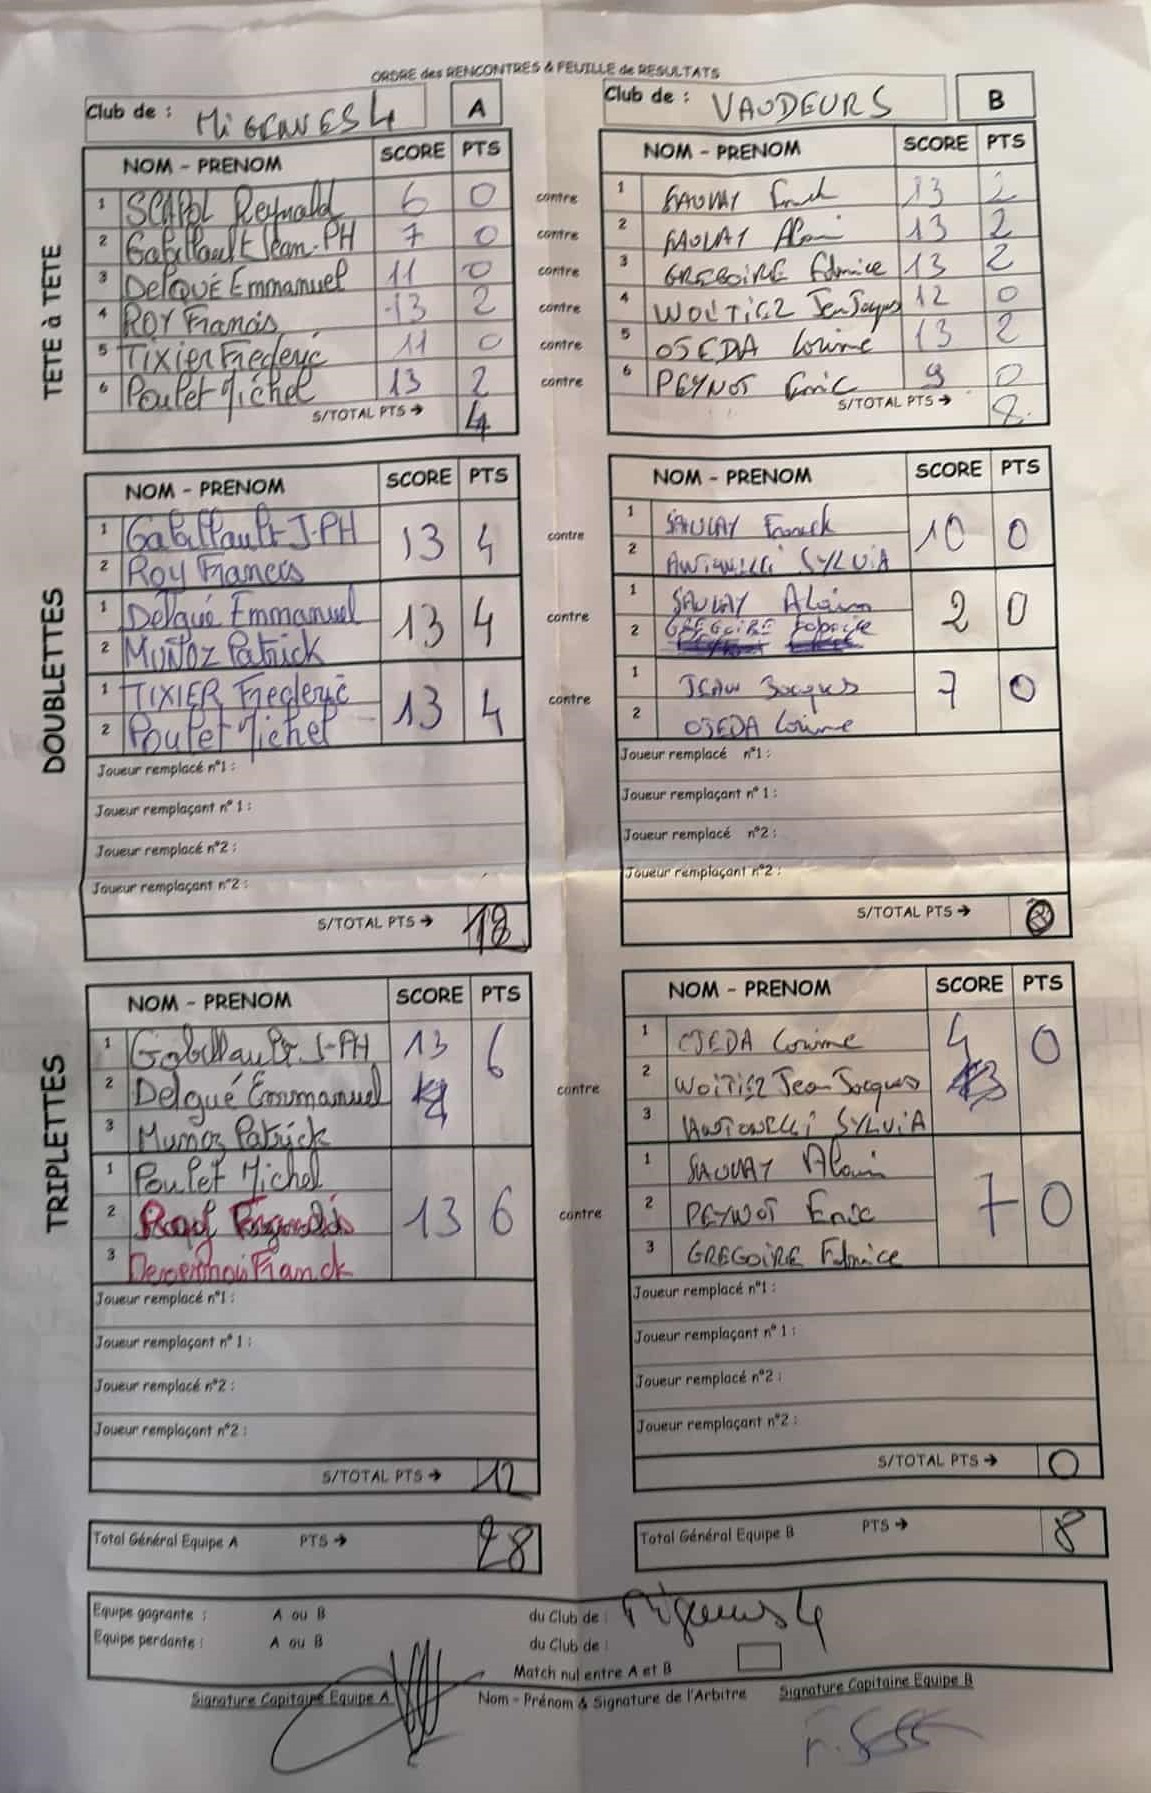 ORDRE des RENCONTRES & FEUILLE de RESULTATS
Club de : MiGENNES 4 A
Club de : VAUDEURS B
TETE à TETE
NOM - PRENOM SCORE PTS
NOM - PRENOM SCORE PTS
1 Reynald 6 0 contre 1 SAULAY Franck 13 2
2 Gabillault Jean-PH 7 0 contre 2 SAULAY Alain 13 2
3 Delqué Emmanuel 11 0 contre 3 GREGOIRE Fabrice 13 2
4 ROY Francis 13 2 contre 4 WOITIEZ Jean Jacques 12 0
5 Tixier Frederic 11 0 contre 5 OJEDA Corinne 13 2
6 Poulet Michel 13 2 contre 6 PEYNOT Eric 9 0
S/TOTAL PTS → 4
S/TOTAL PTS → 8
DOUBLETTES
NOM - PRENOM SCORE PTS
NOM - PRENOM SCORE PTS
1 Gabillault J-PH 13 4 contre 1 SAULAY Franck 10 0
2 Roy Francis 2 ANTONELLi SYLViA
1 Delqué Emmanuel 13 4 contre 1 SAULAY Alain 2 0
2 MUÑOZ Patrick 2 GREGOIRE Fabrice
1 TIXIER Frederic 13 4 contre 1 JEAN Jacques 7 0
2 Poulet Michel 2 OJEDA Corinne
Joueur remplacé n°1 : Joueur remplacé n°1 :
Joueur remplaçant n° 1 : Joueur remplaçant n° 1 :
Joueur remplacé n°2 : Joueur remplacé n°2 :
Joueur remplaçant n°2 : Joueur remplaçant n°2 :
S/TOTAL PTS → 12
S/TOTAL PTS → 0
TRIPLETTES
NOM - PRENOM SCORE PTS
NOM - PRENOM SCORE PTS
1 Gabillault J-PH 13 6 contre 1 OJEDA Corinne 4 0
2 Delqué Emmanuel 2 WOiTiEZ Jean Jacques
3 Munoz Patrick 3 ANTONELLi SYLViA
1 Poulet Michel 13 6 contre 1 SAULAY Alain 7 0
2 2 PEYNOT Eric
3 Franck 3 GREGOIRE Fabrice
Joueur remplacé n°1 : Joueur remplacé n°1 :
Joueur remplaçant n° 1 : Joueur remplaçant n° 1 :
Joueur remplacé n°2 : Joueur remplacé n°2 :
Joueur remplaçant n°2 : Joueur remplaçant n°2 :
S/TOTAL PTS → 12
S/TOTAL PTS → 0
Total Général Equipe A PTS → 28
Total Général Equipe B PTS → 8
Equipe gagnante : A ou B du Club de : Migennes 4
Equipe perdante : A ou B du Club de :
Match nul entre A et B
Signature Capitaine Equipe A Nom - Prénom & Signature de l'Arbitre Signature Capitaine Equipe B